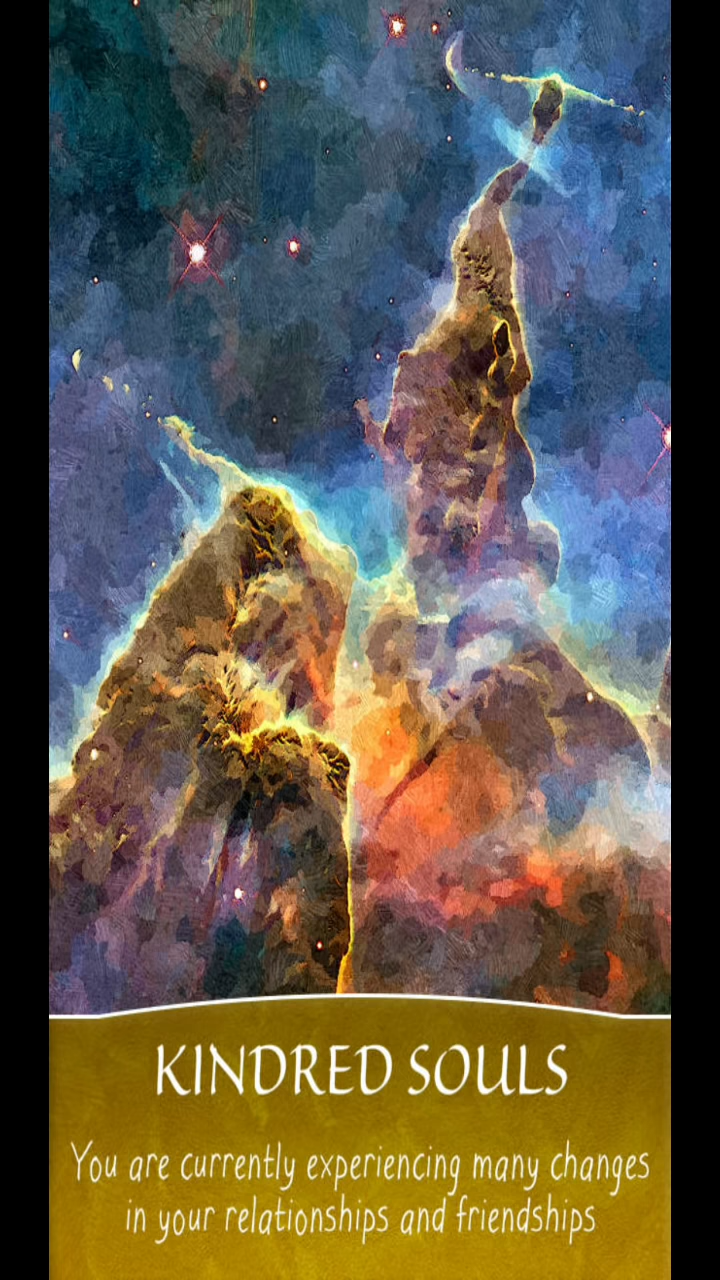 KINDRED SOULS
You are currently experiencing many changes
in your relationships and friendships